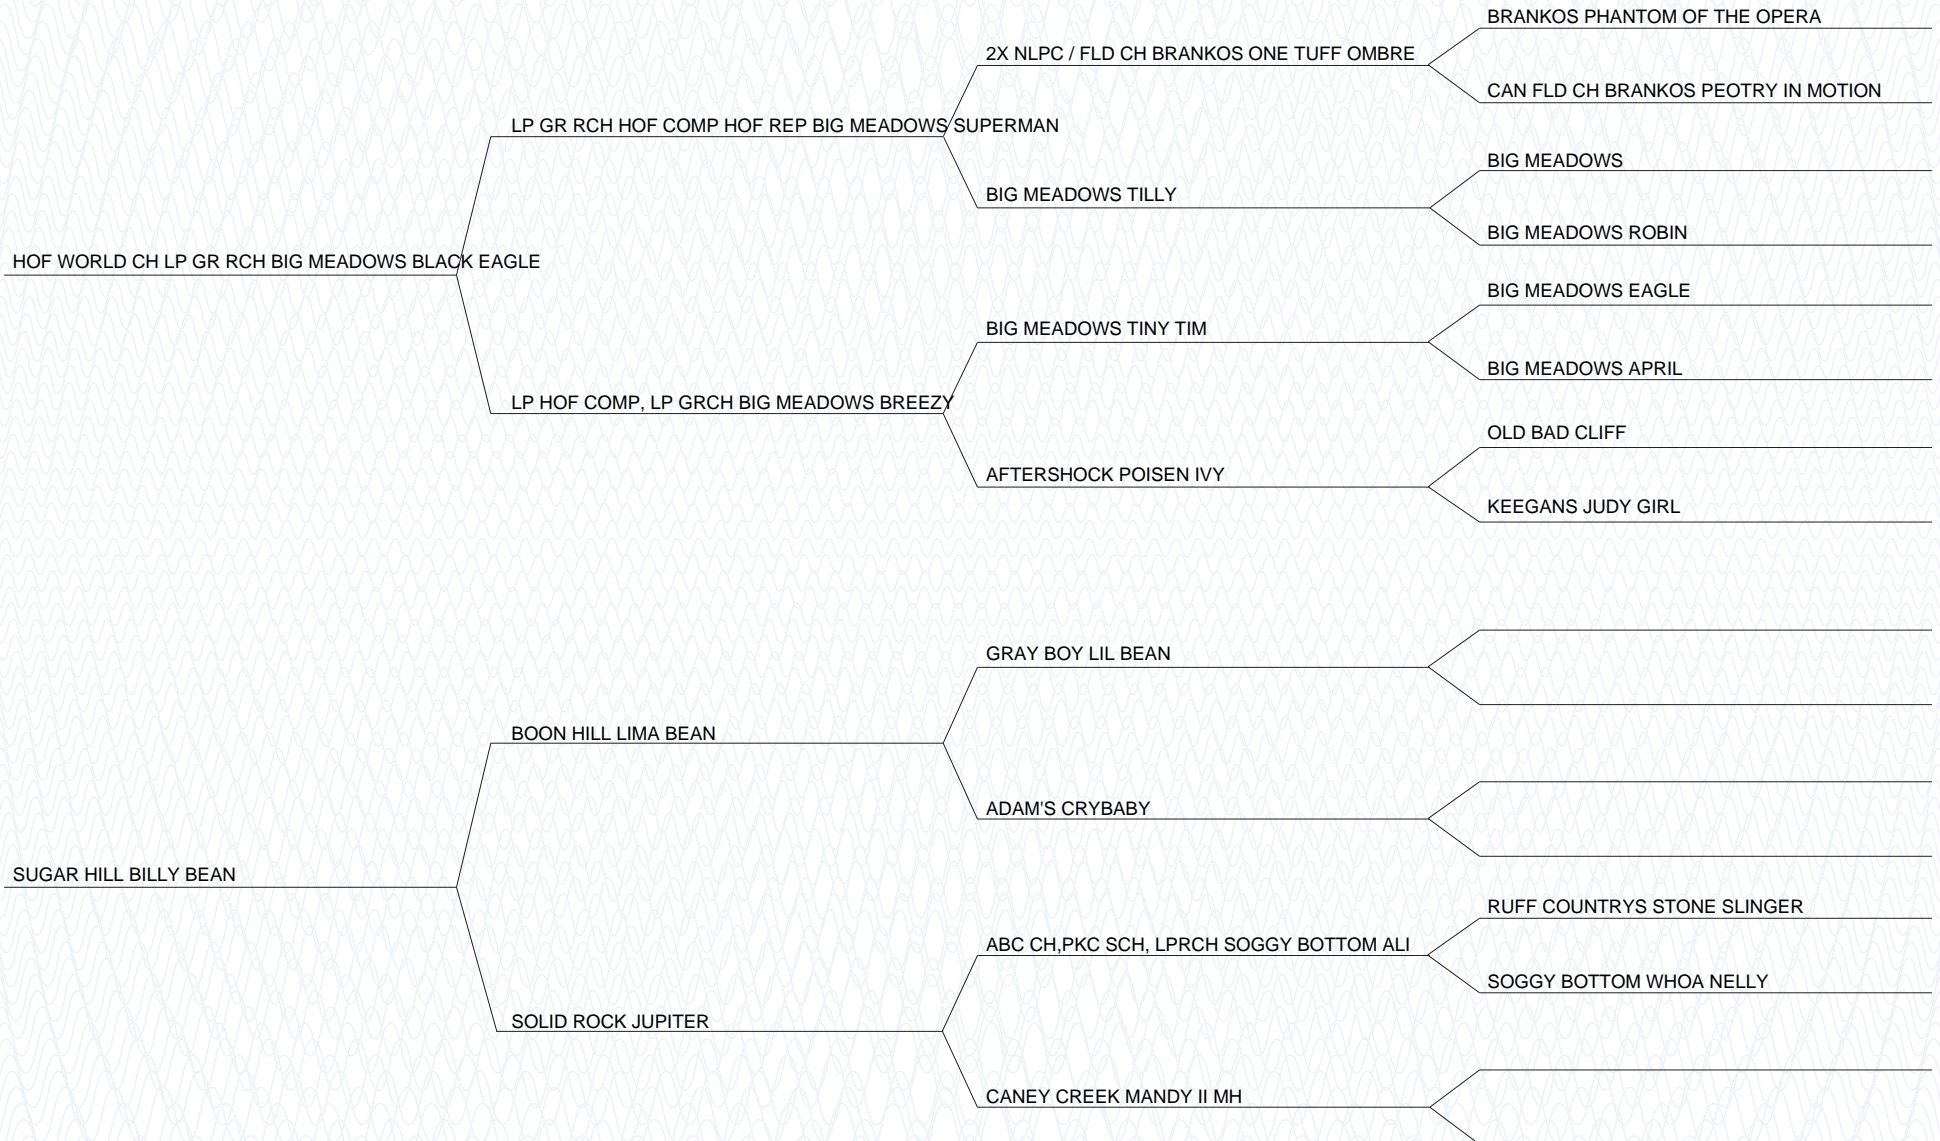 BRANKOS PHANTOM OF THE OPERA
2X NLPC / FLD CH BRANKOS ONE TUFF OMBRE
CAN FLD CH BRANKOS PEOTRY IN MOTION
LP GR RCH HOF COMP HOF REP BIG MEADOWS SUPERMAN
BIG MEADOWS
BIG MEADOWS TILLY
BIG MEADOWS ROBIN
HOF WORLD CH LP GR RCH BIG MEADOWS BLACK EAGLE
BIG MEADOWS EAGLE
BIG MEADOWS TINY TIM
BIG MEADOWS APRIL
LP HOF COMP, LP GRCH BIG MEADOWS BREEZY
OLD BAD CLIFF
AFTERSHOCK POISEN IVY
KEEGANS JUDY GIRL
GRAY BOY LIL BEAN
BOON HILL LIMA BEAN
ADAM'S CRYBABY
SUGAR HILL BILLY BEAN
RUFF COUNTRYS STONE SLINGER
ABC CH,PKC SCH, LPRCH SOGGY BOTTOM ALI
SOGGY BOTTOM WHOA NELLY
SOLID ROCK JUPITER
CANEY CREEK MANDY II MH